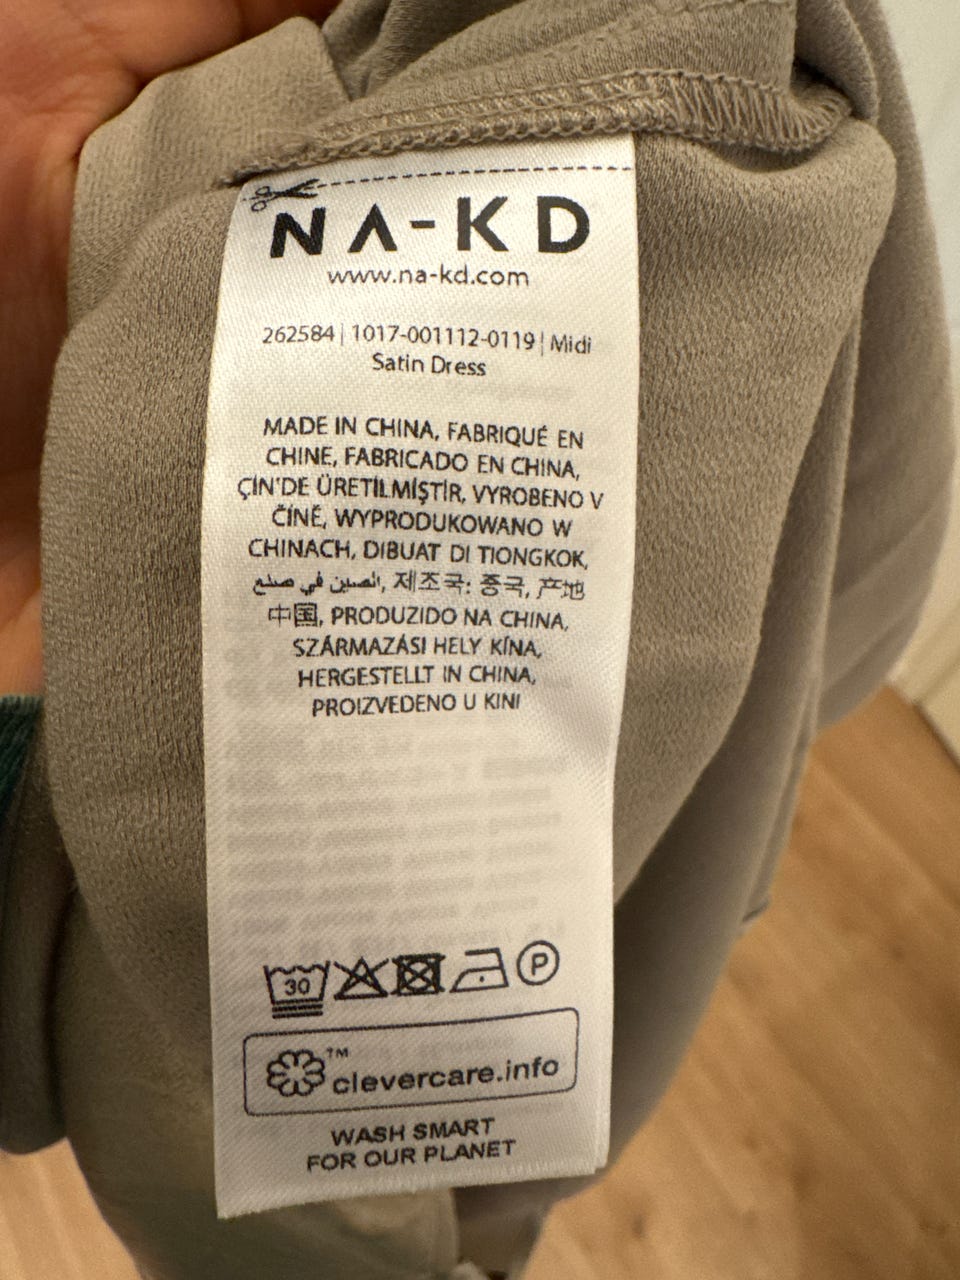 NA-KD
www.na-kd.com
262584 | 1017-001112-0119 | Midi
Satin Dress
MADE IN CHINA, FABRIQUÉ EN
CHINE, FABRICADO EN CHINA,
ÇİN'DE ÜRETİLMİŞTİR, VYROBENO V
ČÍNĚ, WYPRODUKOWANO W
CHINACH, DIBUAT DI TIONGKOK,
الصين في صنلع, 제조국: 중국, 产地
中国, PRODUZIDO NA CHINA,
SZÁRMAZÁSI HELY KÍNA,
HERGESTELLT IN CHINA,
PROIZVEDENO U KINI
30 P
™
clevercare.info
WASH SMART
FOR OUR PLANET